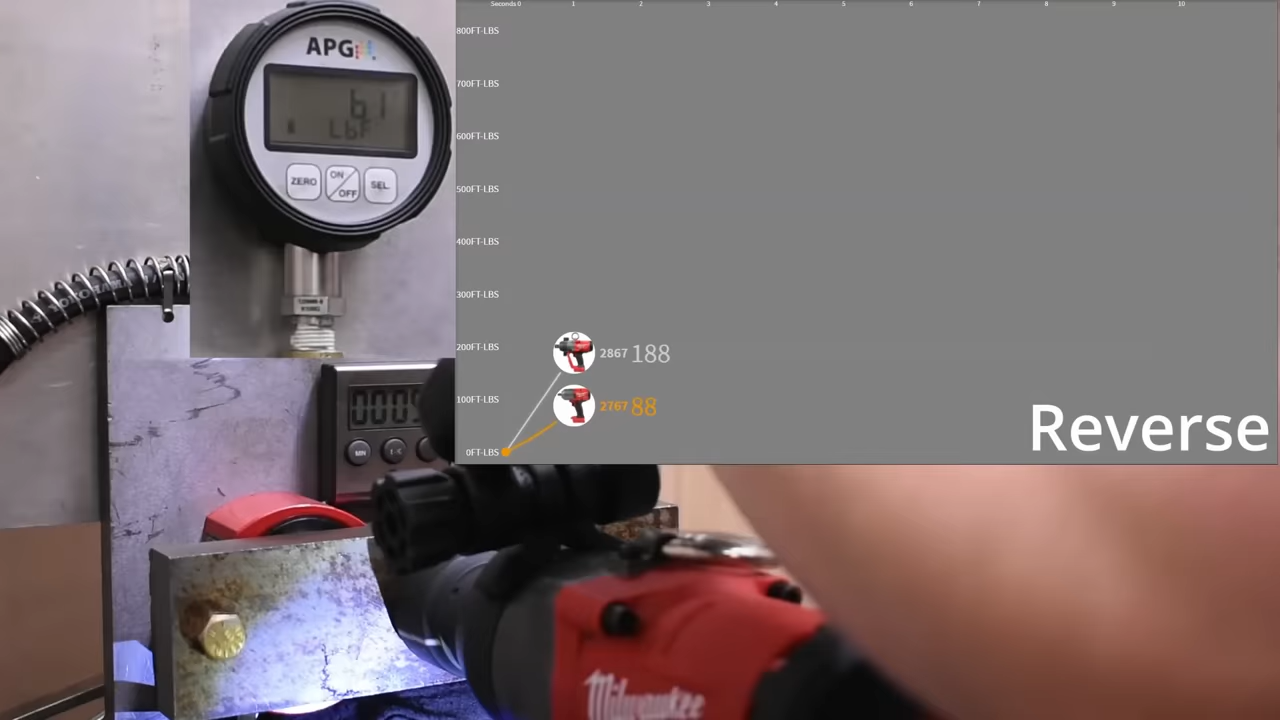 APG
61
LbF
ZERO
ON
OFF
SEL
Seconds 0 1 2 3 4 5 6 7 8 9 10
800FT-LBS
700FT-LBS
600FT-LBS
500FT-LBS
400FT-LBS
300FT-LBS
200FT-LBS
100FT-LBS
0FT-LBS
2867 188
2767 88
Reverse
MIN
Milwaukee